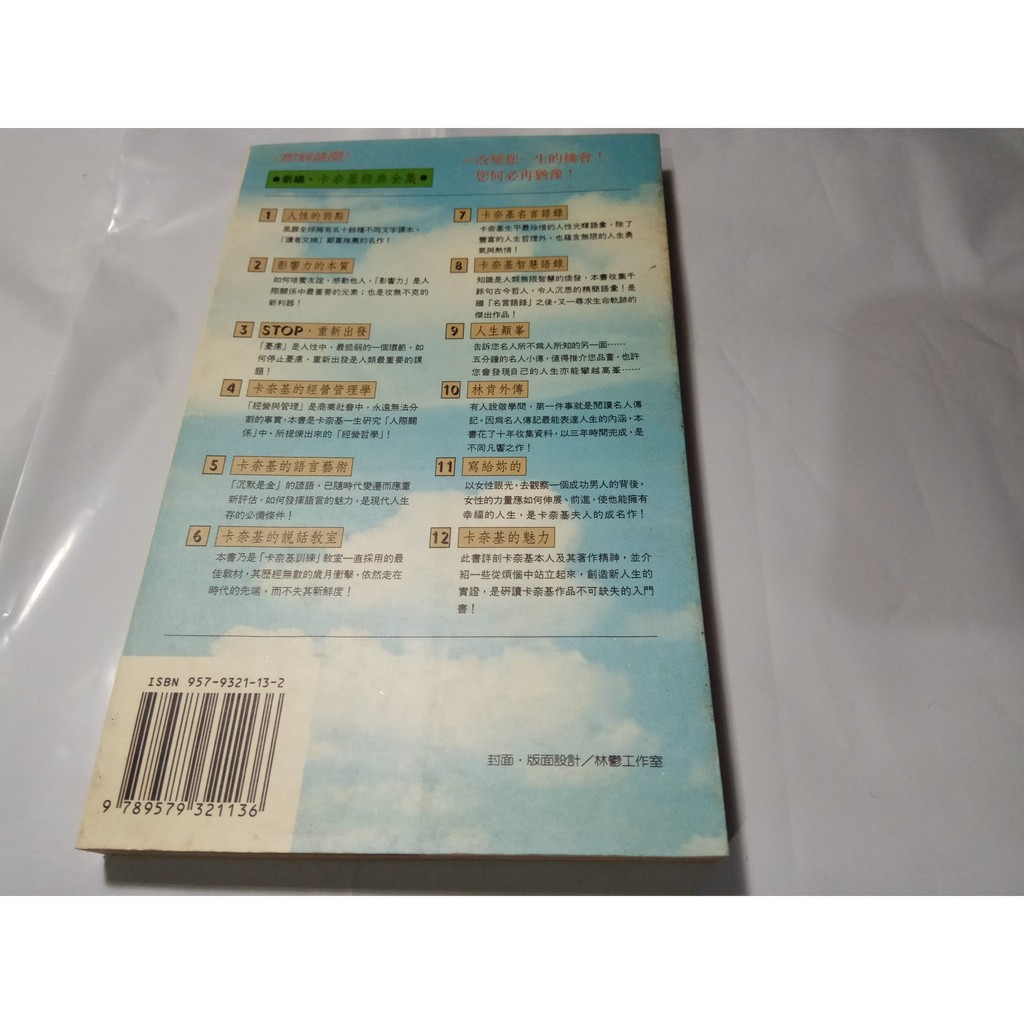 ●新編・卡奈基經典全集●
改變您一生的機會！
您何必再猶豫！
1 人性的弱點
風靡全球擁有五十餘種不同文字譯本。
「讀者文摘」鄭重推薦的名作！
2 影響力的本質
如何培養友誼、感動他人，「影響力」是人
際關係中最重要的元素；也是攻無不克的
新利器！
3 STOP・重新出發
「憂慮」是人性中，最脆弱的一個環節，如
何停止憂慮，重新出發是人類最重要的課
題！
4 卡奈基的經營管理學
「經營與管理」是商業社會中，永遠無法分
割的事實，本書是卡奈基一生研究「人際關
係」中，所提煉出來的「經營哲學」！
5 卡奈基的語言藝術
「沉默是金」的諺語，已隨時代變遷而應重
新評估，如何發揮語言的魅力，是現代人生
存的必備條件！
6 卡奈基的說話教室
本書乃是「卡奈基訓練」教室一直採用的最
佳教材，其歷經無數的歲月衝擊，依然走在
時代的先端，而不失其新鮮度！
7 卡奈基名言語錄
卡奈基生平最珍惜的人性光輝語彙，除了
豐富的人生哲理外，也蘊含無限的人生勇
氣與熱情！
8 卡奈基智慧語錄
知識是人類無限智慧的煥發，本書收集千
餘句古今哲人，令人沉思的精簡語彙！是
繼「名言語錄」之後，又一尋求生命軌跡的
傑出作品！
9 人生顛峯
告訴您名人所不為人所知的另一面……
五分鐘的名人小傳，值得推介您品嘗，也許
您會發現自己的人生亦能攀越高峯……
10 林肯外傳
有人說做學問，第一件事就是閱讀名人傳
記。因為名人傳記最能表達人生的內涵，本
書花了十年收集資料，以三年時間完成，是
不同凡響之作！
11 寫給妳的
以女性眼光，去觀察一個成功男人的背後，
女性的力量應如何伸展、前進，使他能擁有
幸福的人生，是卡奈基夫人的成名作！
12 卡奈基的魅力
此書詳剖卡奈基本人及其著作精神，並介
紹一些從煩惱中站立起來，創造新人生的
實證，是研讀卡奈基作品不可缺失的入門
書！
ISBN 957-9321-13-2
9 789579 321136
封面・版面設計／林鬱工作室